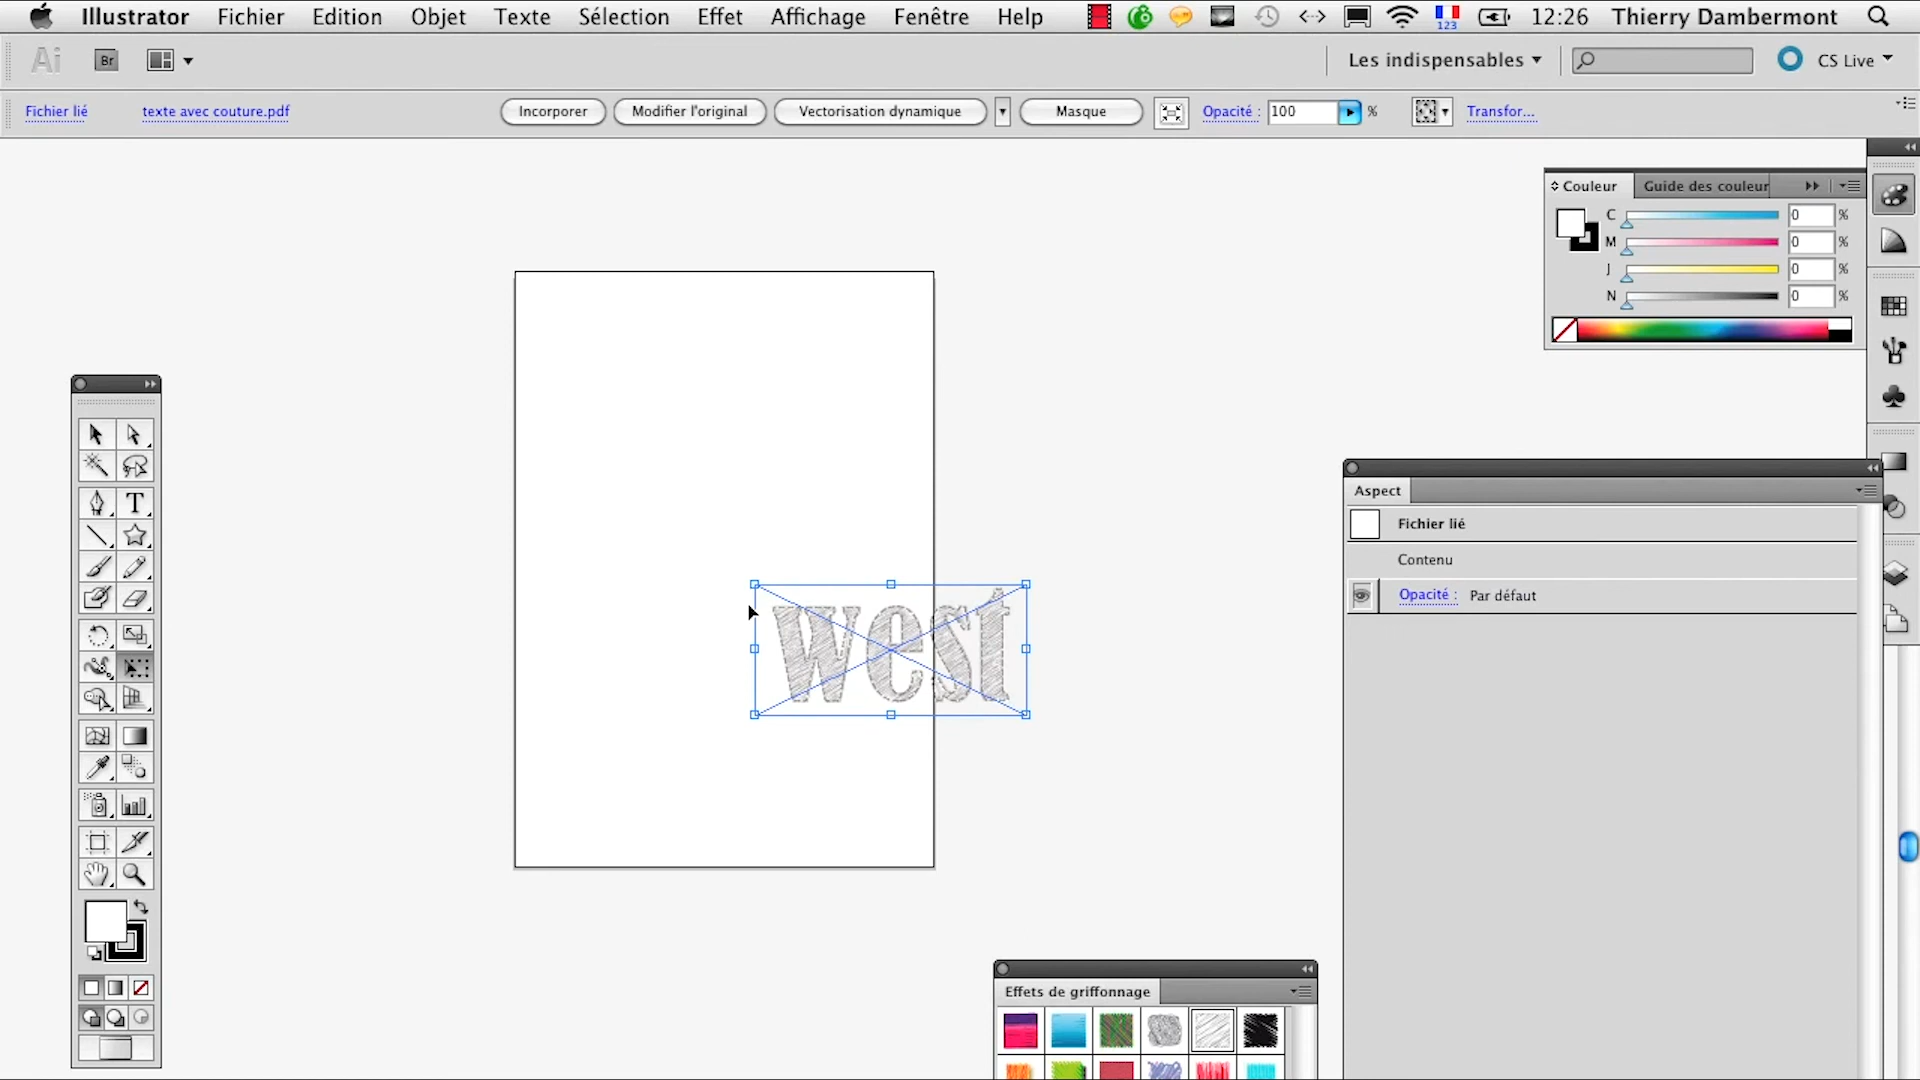 Illustrator Fichier Edition Objet Texte Sélection Effet Affichage Fenêtre Help 123 12:26 Thierry Dambermont
Ai Br Les indispensables CS Live
Fichier lié texte avec couture.pdf Incorporer Modifier l'original Vectorisation dynamique Masque Opacité : 100 % Transfor...
Couleur Guide des couleur
C 0 %
M 0 %
J 0 %
N 0 %
T
Aspect
Fichier lié
Contenu
Opacité : Par défaut
west
Effets de griffonnage